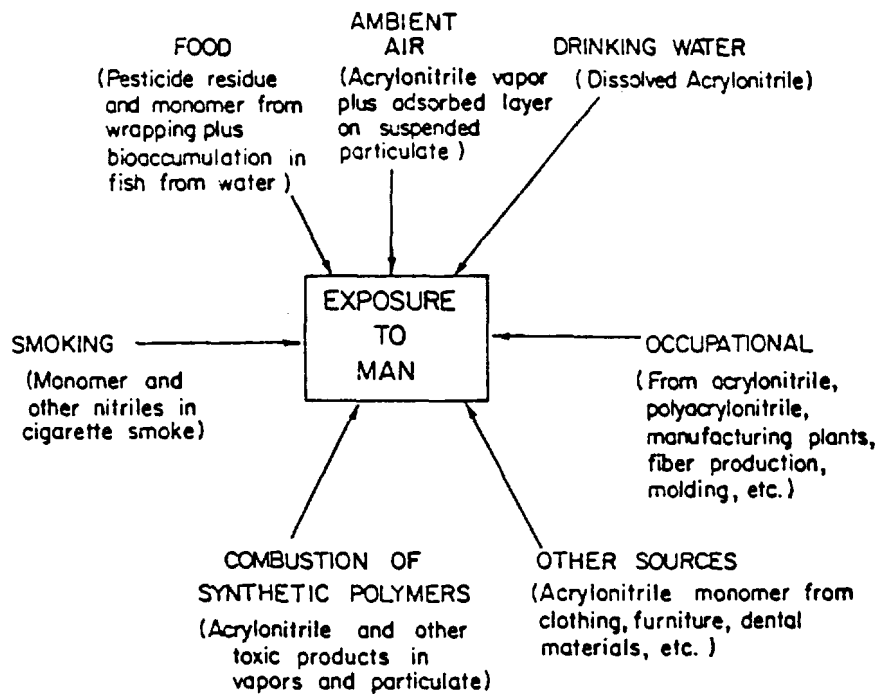 FOOD
(Pesticide residue
and monomer from
wrapping plus
bioaccumulation in
fish from water)
AMBIENT
AIR
(Acrylonitrile vapor
plus adsorbed layer
on suspended
particulate)
DRINKING WATER
(Dissolved Acrylonitrile)
EXPOSURE
TO
MAN
SMOKING
(Monomer and
other nitriles in
cigarette smoke)
OCCUPATIONAL
(From acrylonitrile,
polyacrylonitrile,
manufacturing plants,
fiber production,
molding, etc.)
COMBUSTION OF
SYNTHETIC POLYMERS
(Acrylonitrile and other
toxic products in
vapors and particulate)
OTHER SOURCES
(Acrylonitrile monomer from
clothing, furniture, dental
materials, etc.)